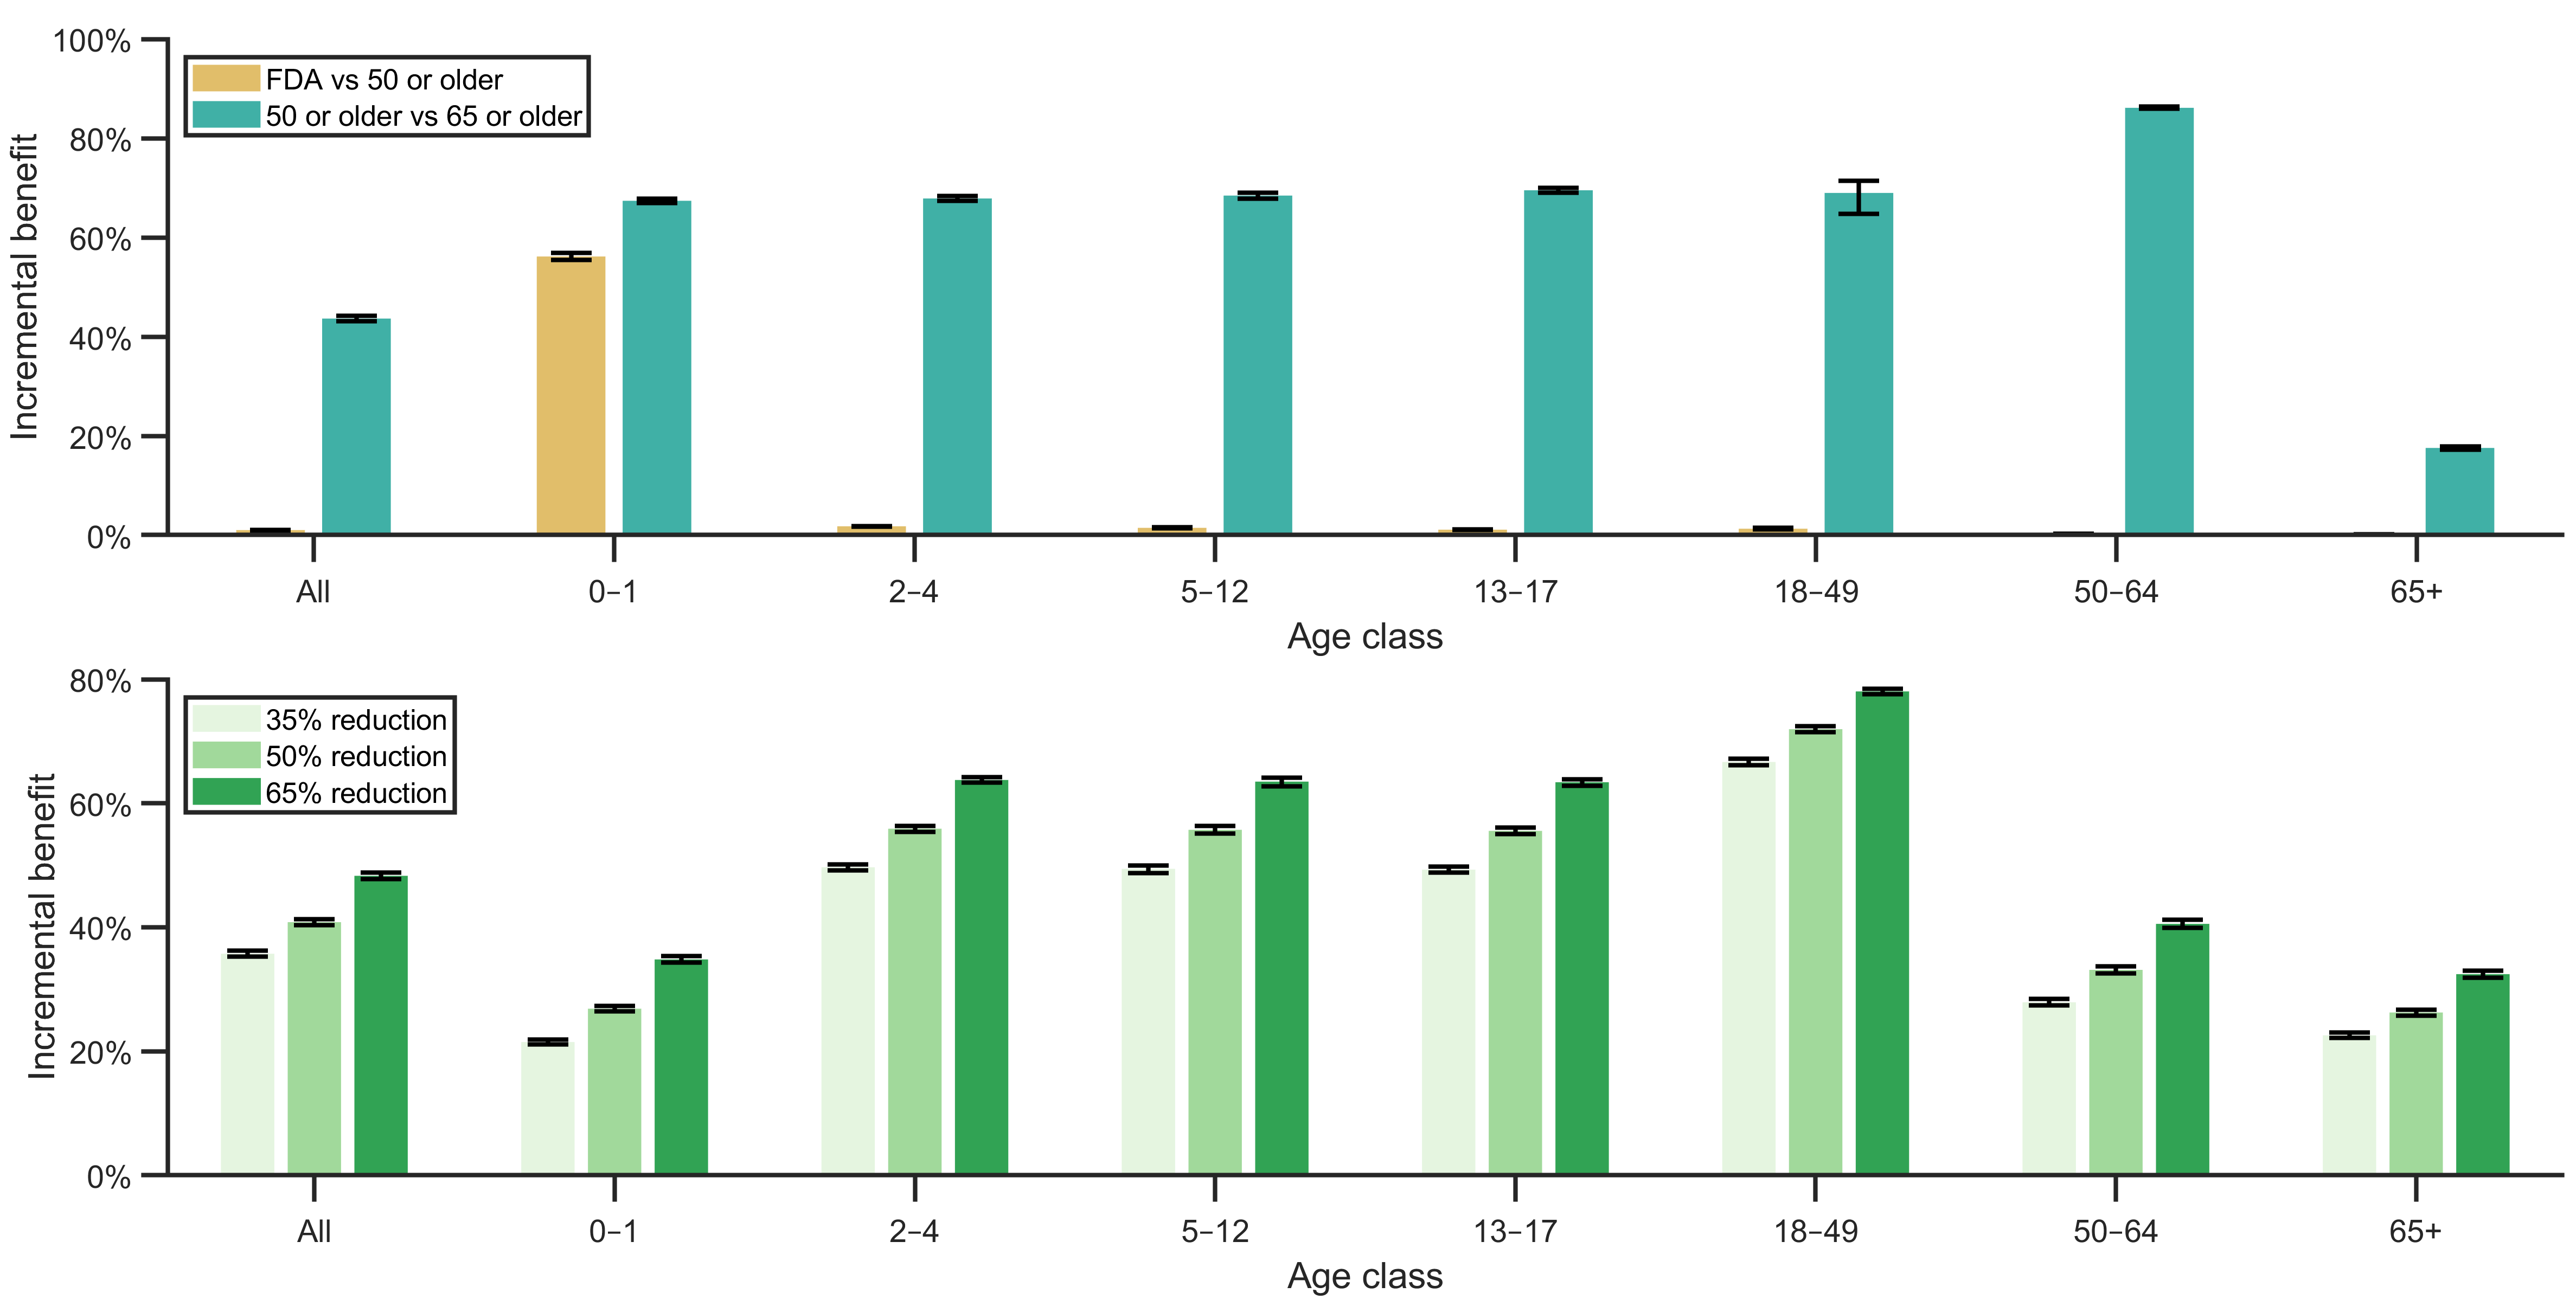 100%
80%
60%
40%
20%
0%
Incremental benefit
FDA vs 50 or older
50 or older vs 65 or older
All 0–1 2–4 5–12 13–17 18–49 50–64 65+
Age class
80%
60%
40%
20%
0%
Incremental benefit
35% reduction
50% reduction
65% reduction
All 0–1 2–4 5–12 13–17 18–49 50–64 65+
Age class